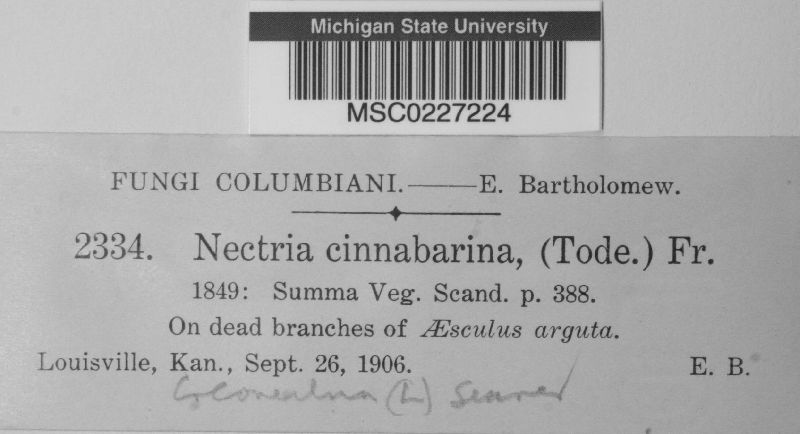 Michigan State University
MSC0227224
FUNGI COLUMBIANI.——E. Bartholomew.
2334. Nectria cinnabarina, (Tode.) Fr.
1849: Summa Veg. Scand. p. 388.
On dead branches of Æsculus arguta.
Louisville, Kan., Sept. 26, 1906. E. B.
(L) Seaver